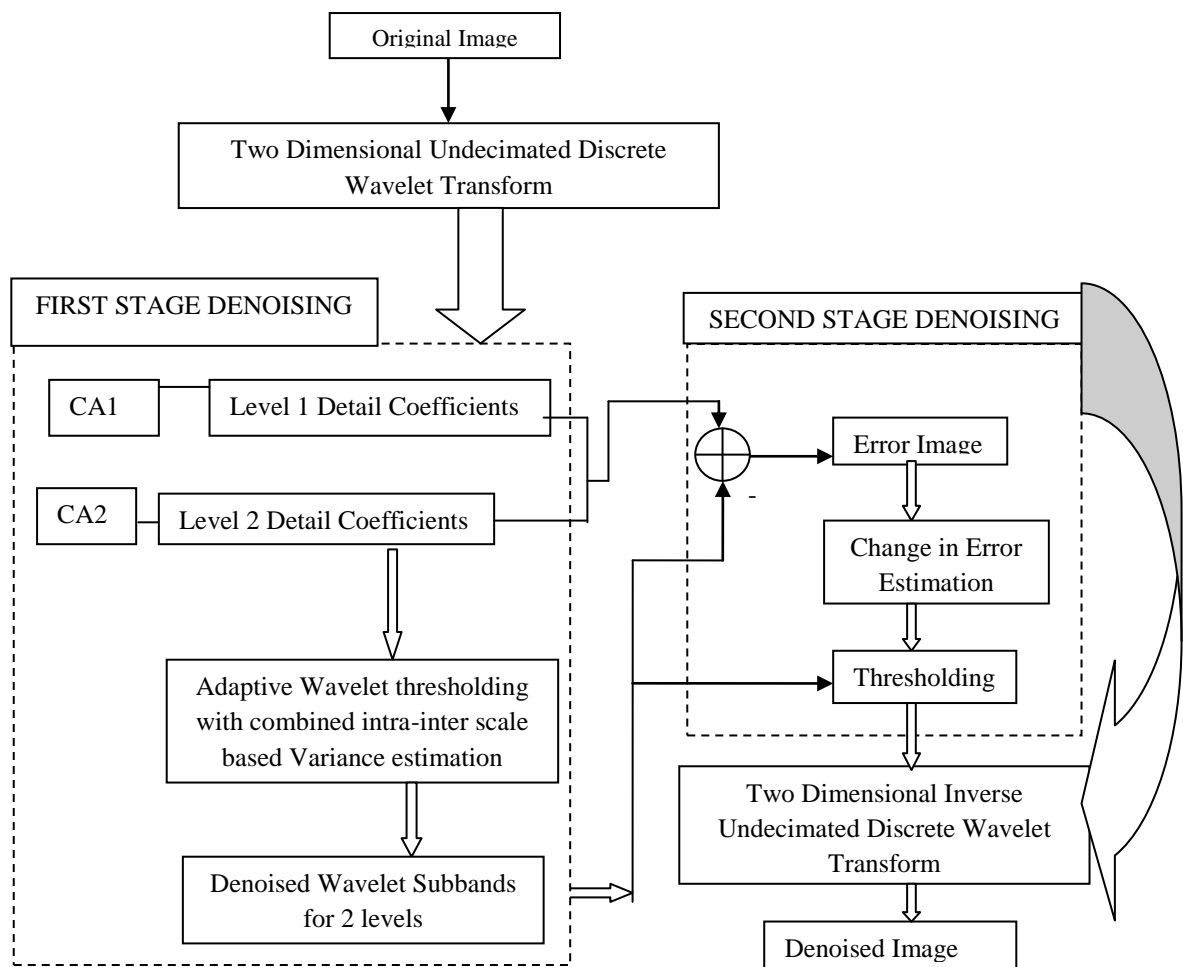 Original Image
Two Dimensional Undecimated Discrete
Wavelet Transform
FIRST STAGE DENOISING
SECOND STAGE DENOISING
CA1
Level 1 Detail Coefficients
Error Image
CA2
Level 2 Detail Coefficients
-
Change in Error
Estimation
Adaptive Wavelet thresholding
with combined intra-inter scale
based Variance estimation
Thresholding
Two Dimensional Inverse
Undecimated Discrete Wavelet
Transform
Denoised Wavelet Subbands
for 2 levels
Denoised Image